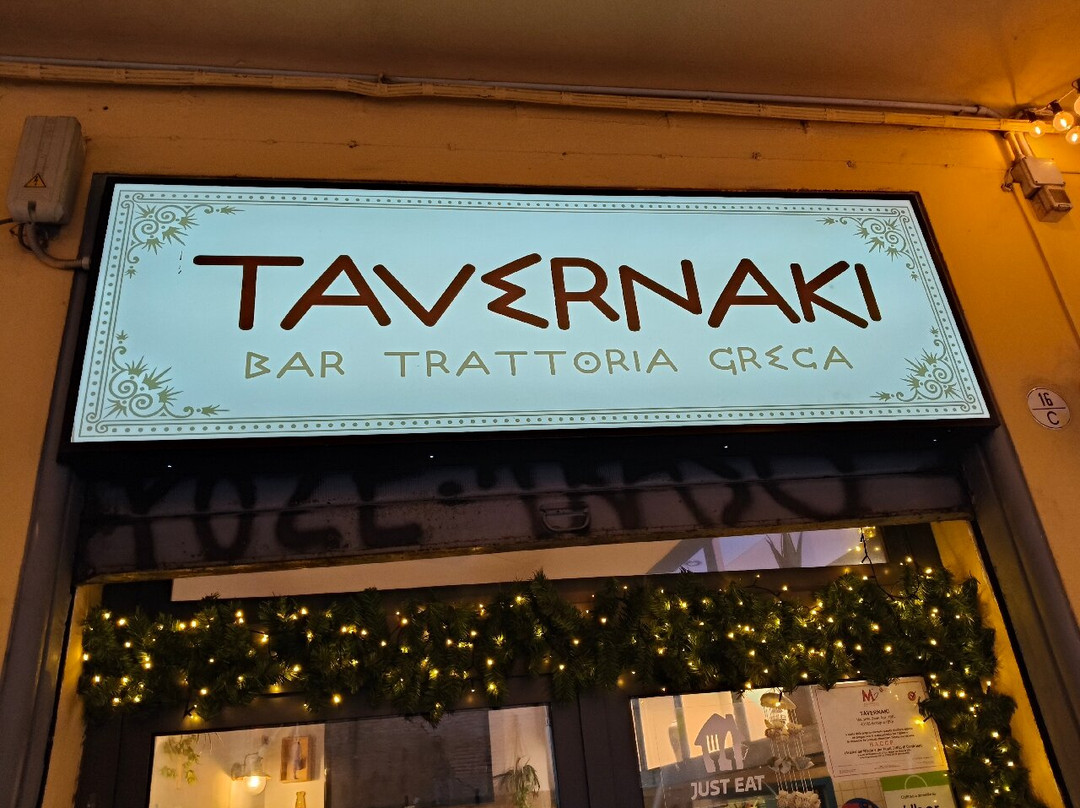 TAVERNAKI
BAR TRATTORIA GRECA
16
C
JUST EAT
TAVERNAKI